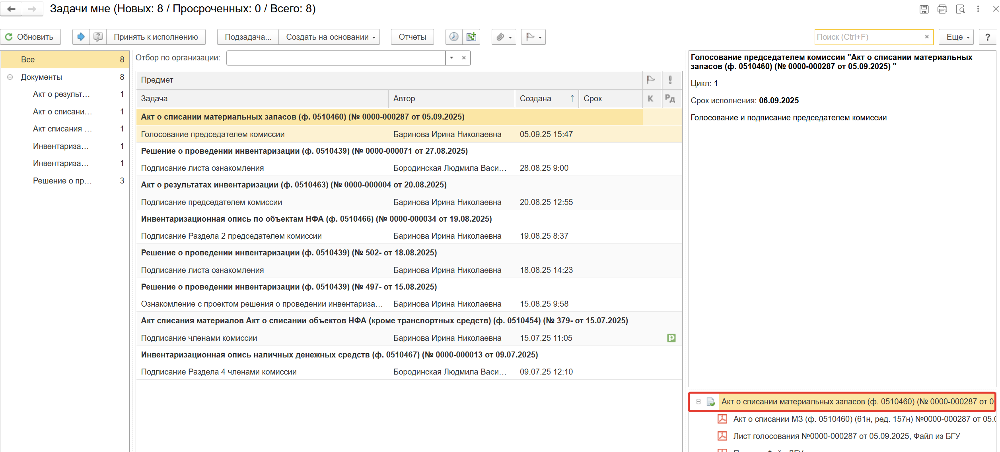 Задачи мне (Новых: 8 / Просроченных: 0 / Всего: 8)
Обновить
Принять к исполнению
Подзадача...
Создать на основании
Отчеты
Поиск (Ctrl+F)
×
Еще
?
Все 8
Документы 8
Акт о результ… 1
Акт о списани… 1
Акт списания … 1
Инвентариза… 1
Инвентариза… 1
Решение о пр… 3
Отбор по организации:
×
Предмет
Задача Автор Создана ↑ Срок К Рд
Акт о списании материальных запасов (ф. 0510460) (№ 0000-000287 от 05.09.2025)
Голосование председателем комиссии Баринова Ирина Николаевна 05.09.25 15:47
Решение о проведении инвентаризации (ф. 0510439) (№ 0000-000071 от 27.08.2025)
Подписание листа ознакомления Бородинская Людмила Васи… 28.08.25 9:00
Акт о результатах инвентаризации (ф. 0510463) (№ 0000-000004 от 20.08.2025)
Подписание председателем комиссии Баринова Ирина Николаевна 20.08.25 12:55
Инвентаризационная опись по объектам НФА (ф. 0510466) (№ 0000-000034 от 19.08.2025)
Подписание Раздела 2 председателем комиссии Баринова Ирина Николаевна 19.08.25 8:37
Решение о проведении инвентаризации (ф. 0510439) (№ 502- от 18.08.2025)
Подписание листа ознакомления Баринова Ирина Николаевна 18.08.25 14:23
Решение о проведении инвентаризации (ф. 0510439) (№ 497- от 15.08.2025)
Ознакомление с проектом решения о проведении инвентариза… Баринова Ирина Николаевна 15.08.25 9:58
Акт списания материалов Акт о списании объектов НФА (кроме транспортных средств) (ф. 0510454) (№ 379- от 15.07.2025)
Подписание членами комиссии Баринова Ирина Николаевна 15.07.25 11:05 P
Инвентаризационная опись наличных денежных средств (ф. 0510467) (№ 0000-000013 от 09.07.2025)
Подписание Раздела 4 членами комиссии Бородинская Людмила Васи… 09.07.25 12:10
Голосование председателем комиссии "Акт о списании материальных
запасов (ф. 0510460) (№ 0000-000287 от 05.09.2025) "
Цикл: 1
Срок исполнения: 06.09.2025
Голосование и подписание председателем комиссии
Акт о списании материальных запасов (ф. 0510460) (№ 0000-000287 от 0
Акт о списании МЗ (ф. 0510460) (61н, ред. 157н) №0000-000287 от 05.0
Лист голосования №0000-000287 от 05.09.2025, Файл из БГУ